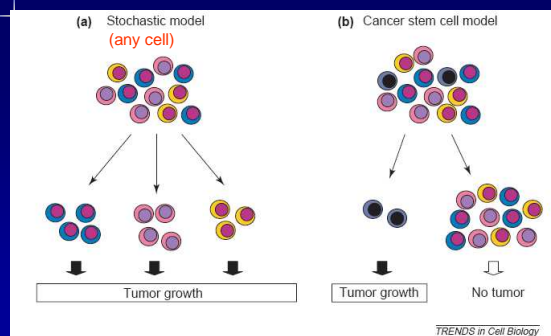 (a) Stochastic model
(any cell)
Tumor growth
(b) Cancer stem cell model
Tumor growth
No tumor
TRENDS in Cell Biology